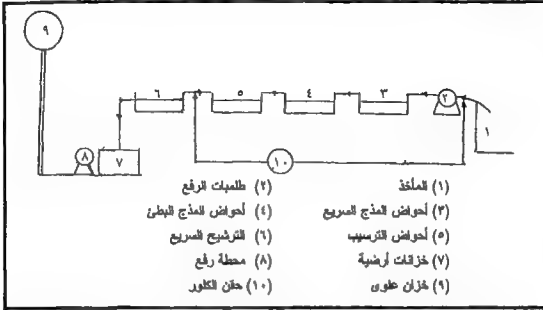 ٩
٦ ٥ ٤ ٣ ٢
١
٨ ٧
١٠
(١) المأخذ (٢) طلمبات الرفع
(٣) أحواض المذج السريع (٤) أحواض المذج البطئ
(٥) أحواض الترسيب (٦) الترشيح السريع
(٧) خزانات أرضية (٨) محطة رفع
(٩) خزان علوى (١٠) حقن الكلور